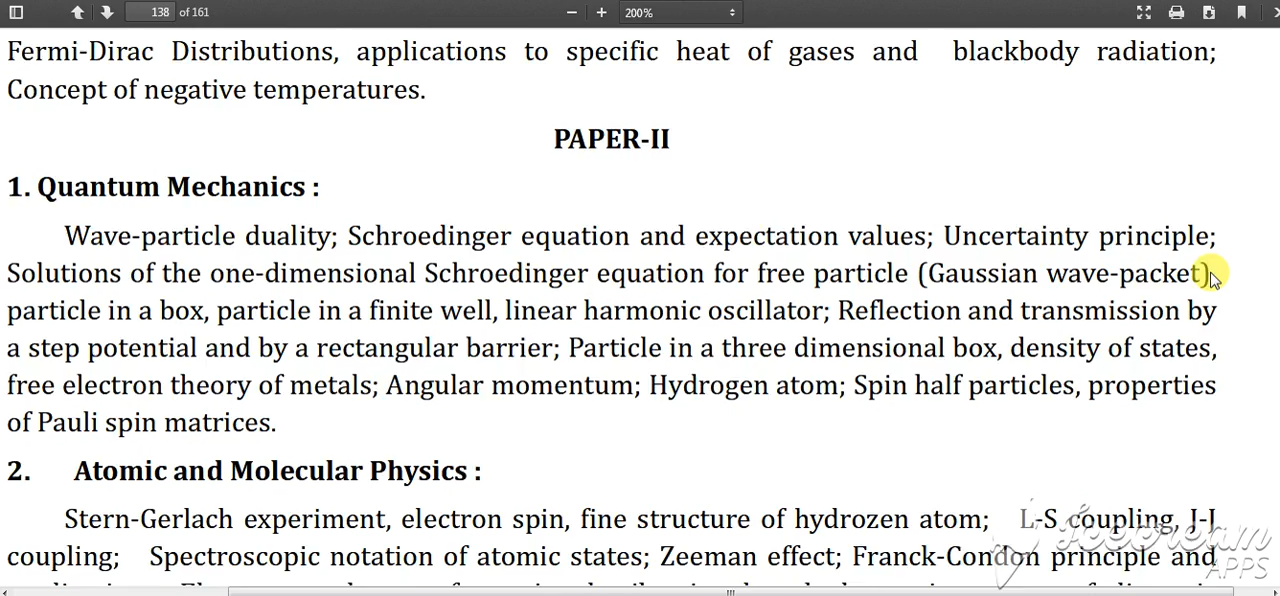 138 of 161 200%
Fermi-Dirac Distributions, applications to specific heat of gases and blackbody radiation;
Concept of negative temperatures.
PAPER-II
1. Quantum Mechanics :
Wave-particle duality; Schroedinger equation and expectation values; Uncertainty principle;
Solutions of the one-dimensional Schroedinger equation for free particle (Gaussian wave-packet),
particle in a box, particle in a finite well, linear harmonic oscillator; Reflection and transmission by
a step potential and by a rectangular barrier; Particle in a three dimensional box, density of states,
free electron theory of metals; Angular momentum; Hydrogen atom; Spin half particles, properties
of Pauli spin matrices.
2. Atomic and Molecular Physics :
Stern-Gerlach experiment, electron spin, fine structure of hydrozen atom; L-S coupling, J-J
coupling; Spectroscopic notation of atomic states; Zeeman effect; Franck-Condon principle and
Icecream
APPS